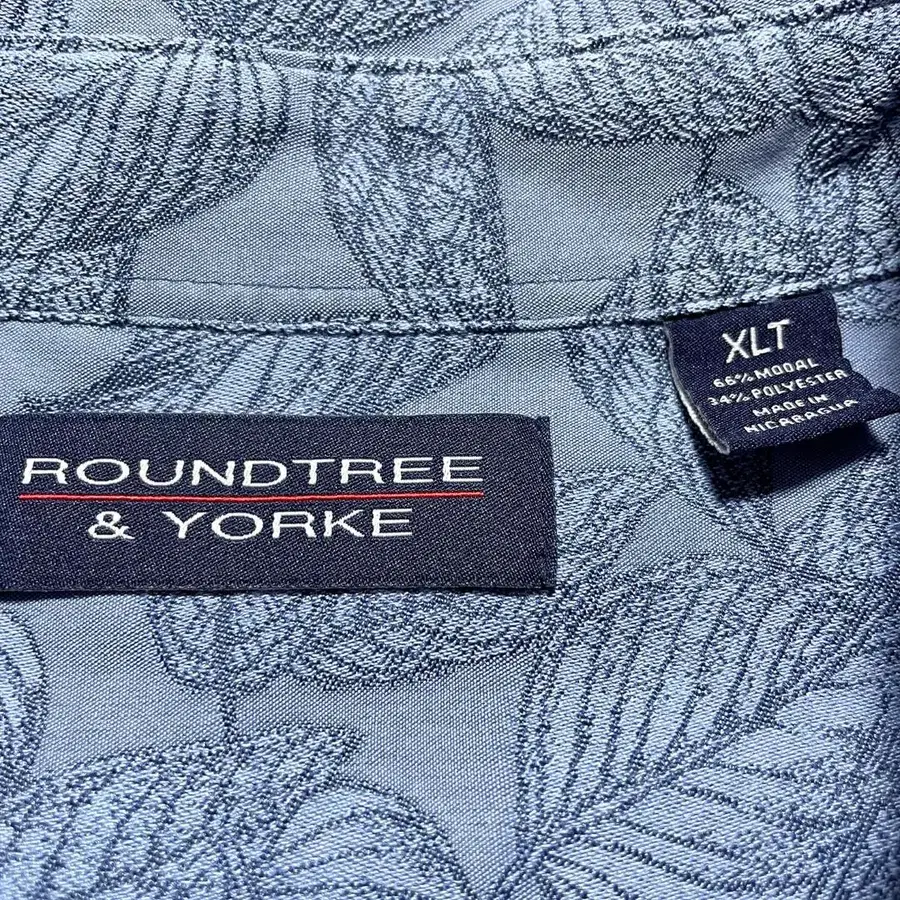 ROUNDTREE
& YORKE
XLT
66% MODAL
34% POLYESTER
MADE IN
NICARAGUA